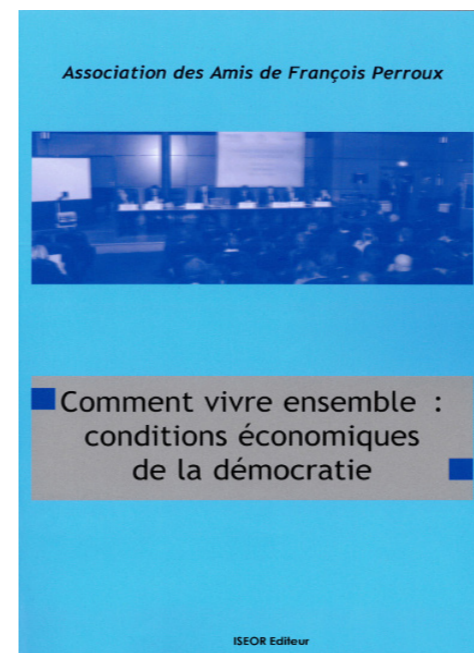 Association des Amis de François Perroux
Comment vivre ensemble :
conditions économiques
de la démocratie
ISEOR Editeur